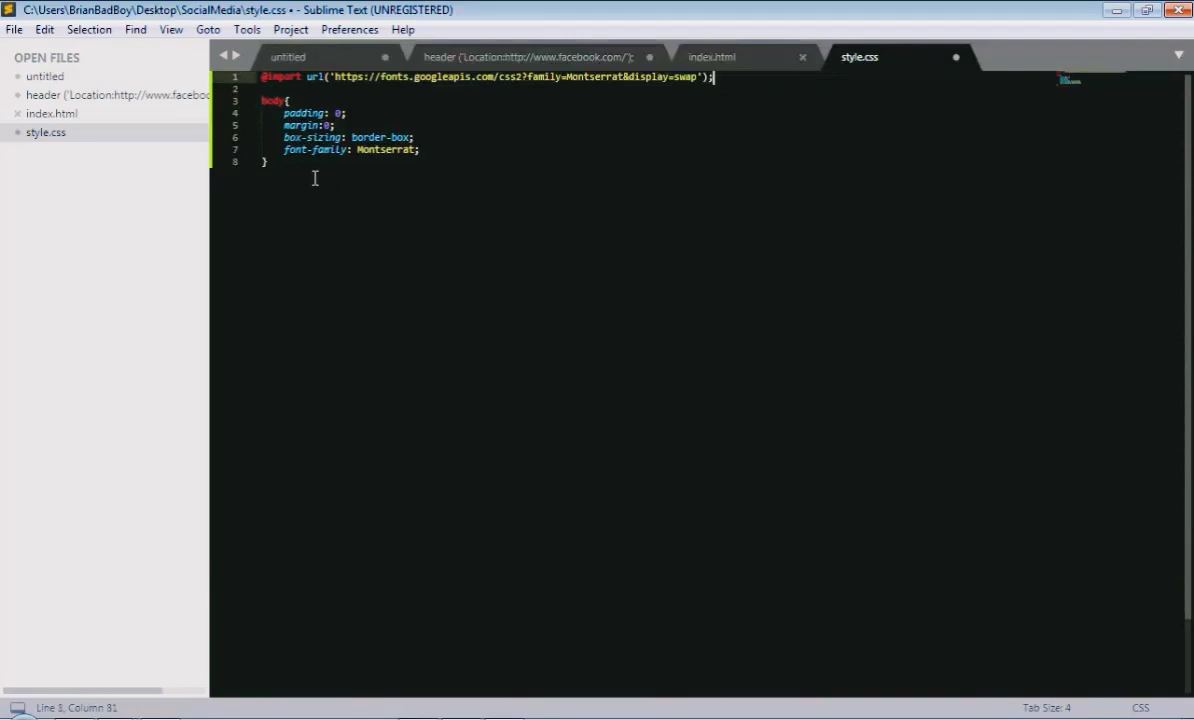 C:\Users\BrianBadBoy\Desktop\SocialMedia\style.css • - Sublime Text (UNREGISTERED)
File Edit Selection Find View Goto Tools Project Preferences Help
OPEN FILES
untitled
header ('Location:http://www.faceboo
index.html
style.css
untitled header ('Location:http://www.facebook.com/'); index.html style.css
1 @import url('https://fonts.googleapis.com/css2?family=Montserrat&display=swap');
2
3 body{
4 padding: 0;
5 margin:0;
6 box-sizing: border-box;
7 font-family: Montserrat;
8 }
Line 1, Column 81 Tab Size: 4 CSS